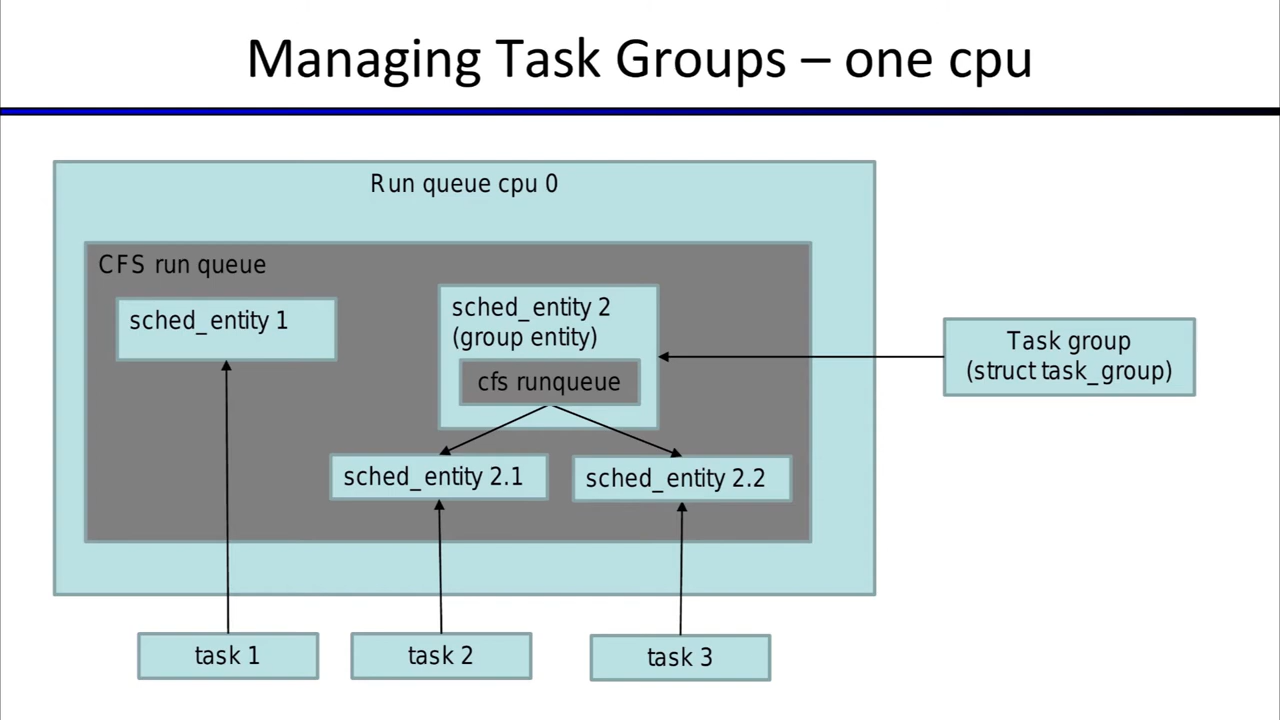 Managing Task Groups – one cpu
Run queue cpu 0
CFS run queue
sched_entity 1
sched_entity 2
(group entity)
cfs runqueue
Task group
(struct task_group)
sched_entity 2.1
sched_entity 2.2
task 1
task 2
task 3